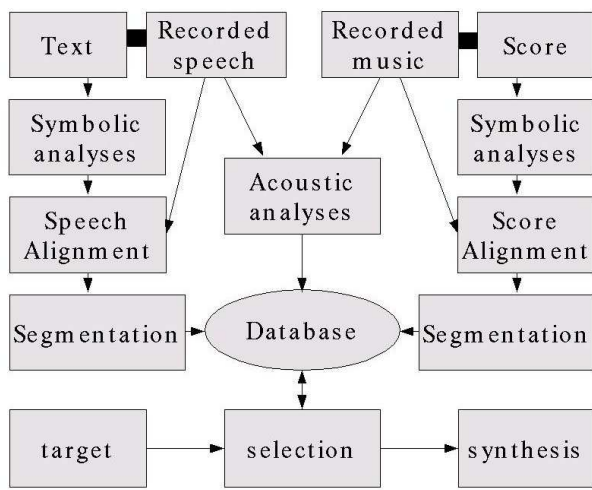 Text
Recorded
speech
Recorded
music
Score
Symbolic
analyses
Symbolic
analyses
Acoustic
analyses
Speech
Alignment
Score
Alignment
Segmentation
Database
Segmentation
target
selection
synthesis